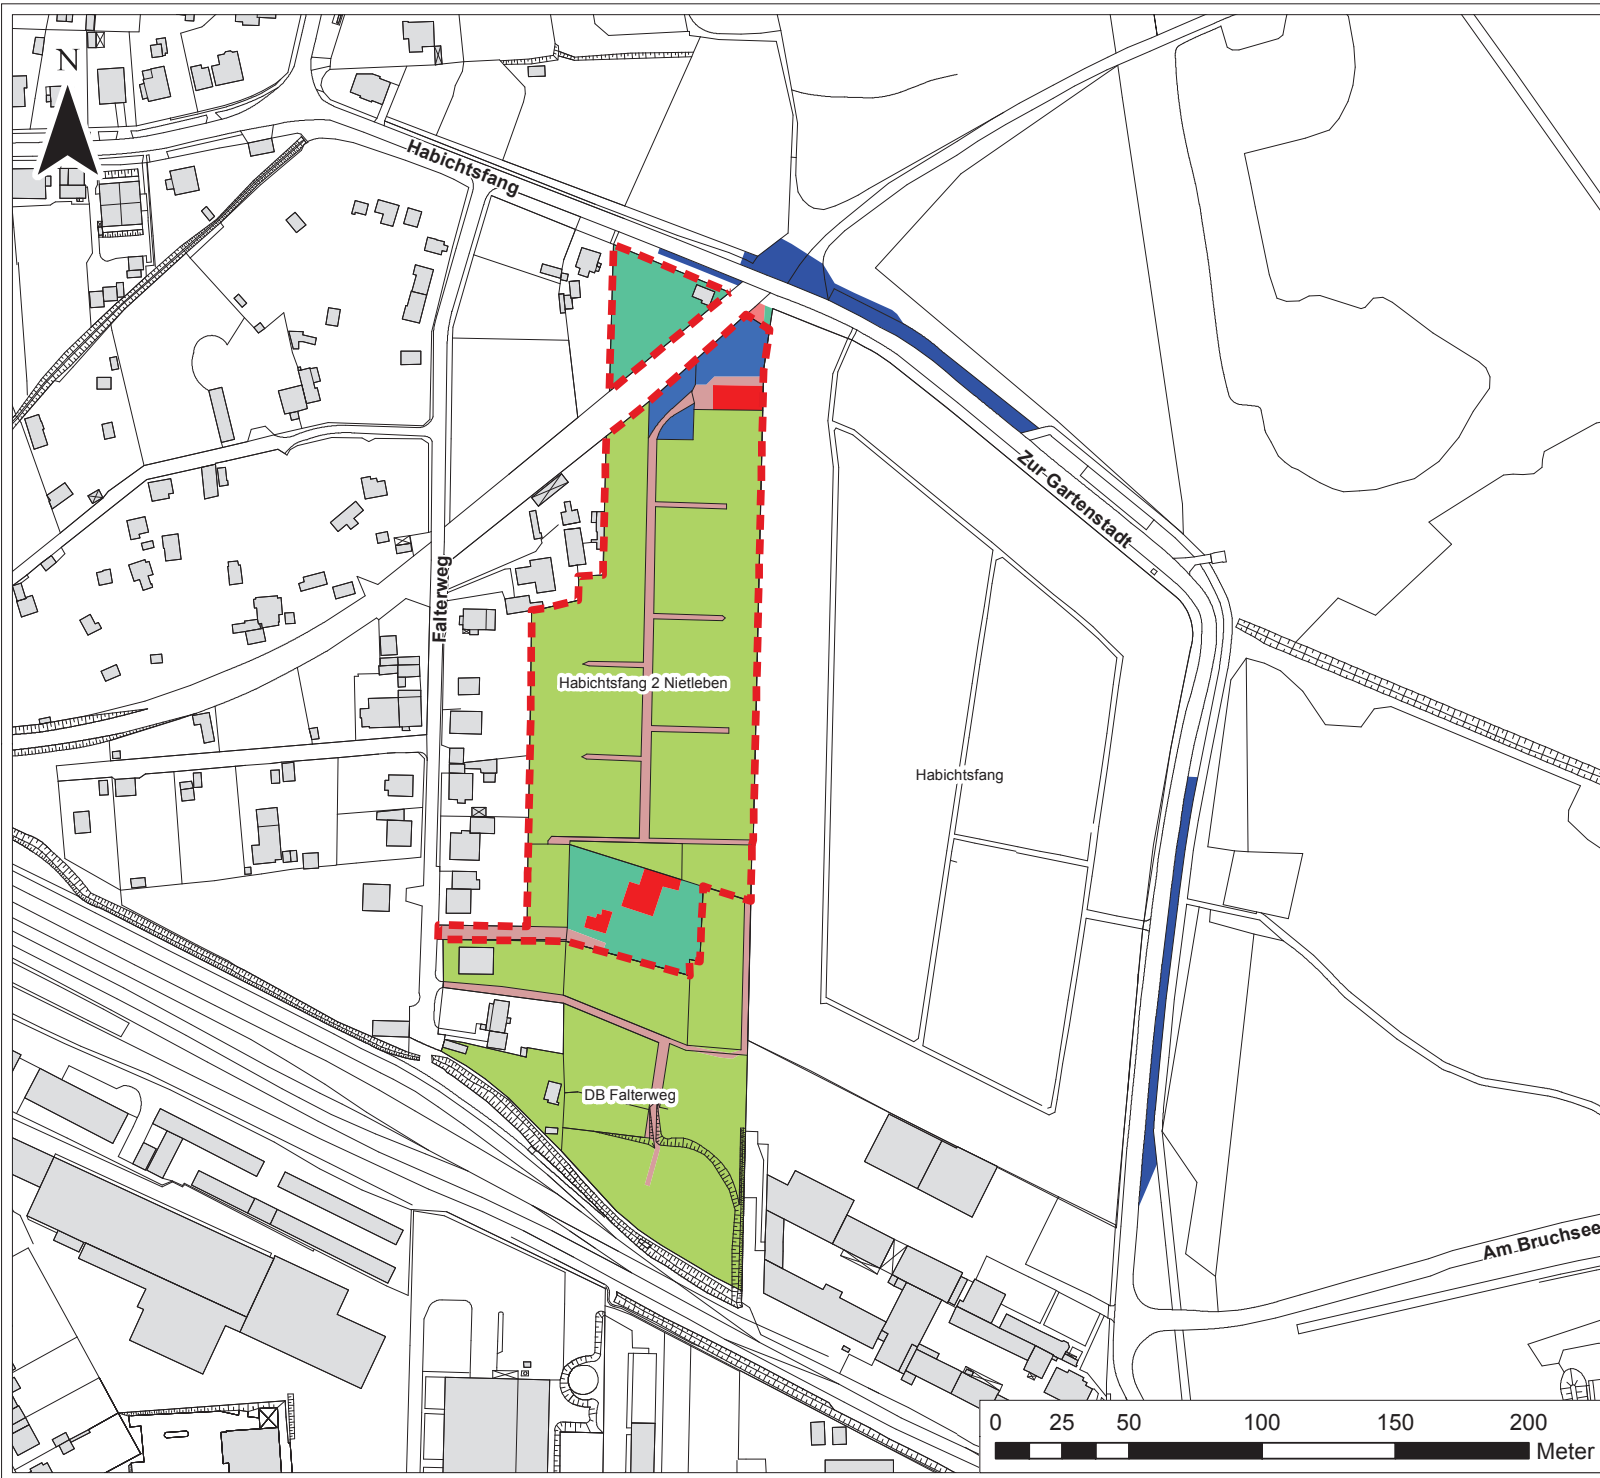 N
Habichtsfang
Zur Gartenstadt
Falterweg
Habichtsfang 2 Nietleben
Habichtsfang
DB Falterweg
Am Bruchsee
0 25 50 100 150 200
Meter